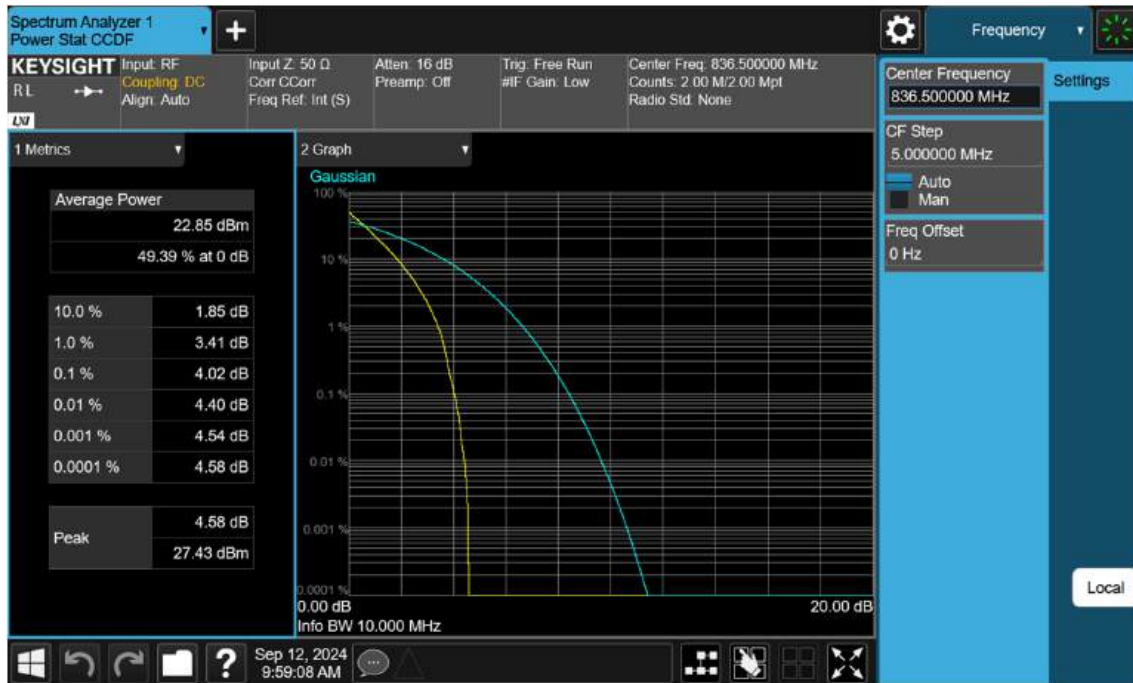 Spectrum Analyzer 1
Power Stat CCDF
+
Frequency
KEYSIGHT
RL
LXI
Input: RF
Coupling: DC
Align: Auto
Input Z: 50 Ω
Corr CCorr
Freq Ref: Int (S)
Atten: 16 dB
Preamp: Off
Trig: Free Run
#IF Gain: Low
Center Freq: 836.500000 MHz
Counts: 2.00 M/2.00 Mpt
Radio Std: None
Center Frequency
836.500000 MHz
Settings
CF Step
5.000000 MHz
Auto
Man
Freq Offset
0 Hz
1 Metrics
Average Power
22.85 dBm
49.39 % at 0 dB
10.0 % 1.85 dB
1.0 % 3.41 dB
0.1 % 4.02 dB
0.01 % 4.40 dB
0.001 % 4.54 dB
0.0001 % 4.58 dB
Peak 4.58 dB
27.43 dBm
2 Graph
Gaussian
100 %
10 %
1 %
0.1 %
0.01 %
0.001 %
0.0001 %
0.00 dB 20.00 dB
Info BW 10.000 MHz
Local
?
Sep 12, 2024
9:59:08 AM